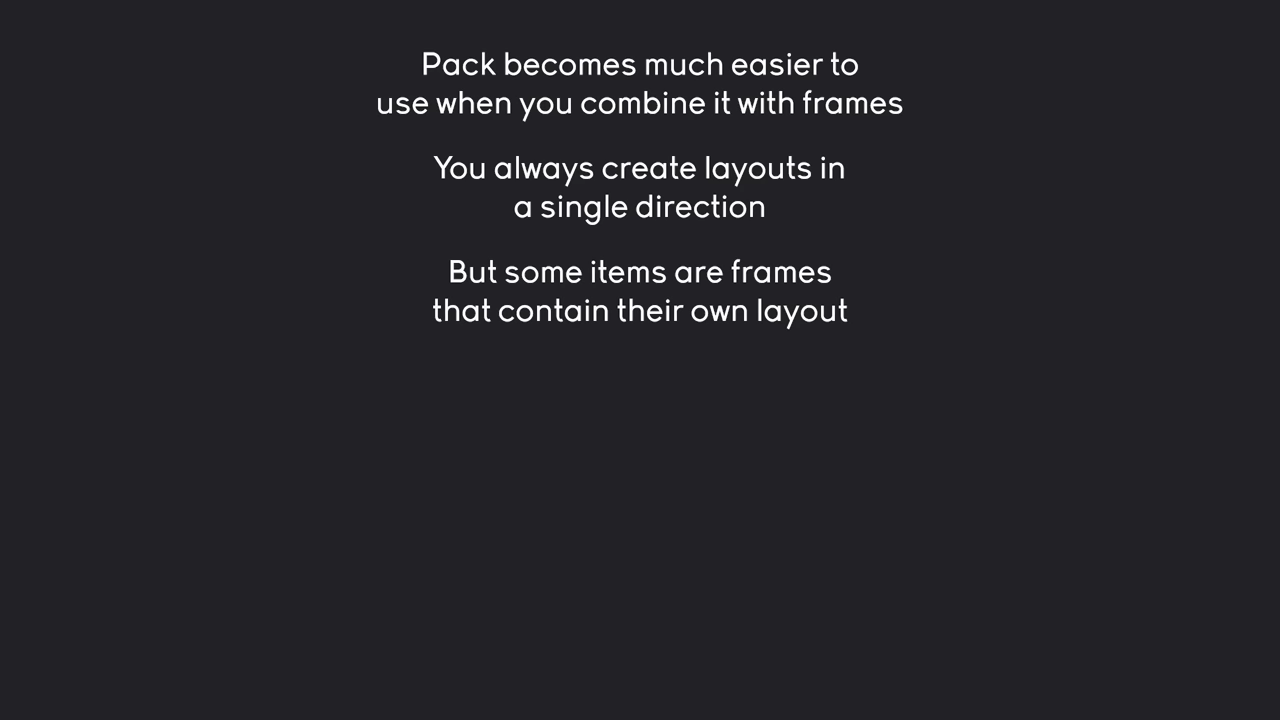 Pack becomes much easier to
use when you combine it with frames
You always create layouts in
a single direction
But some items are frames
that contain their own layout